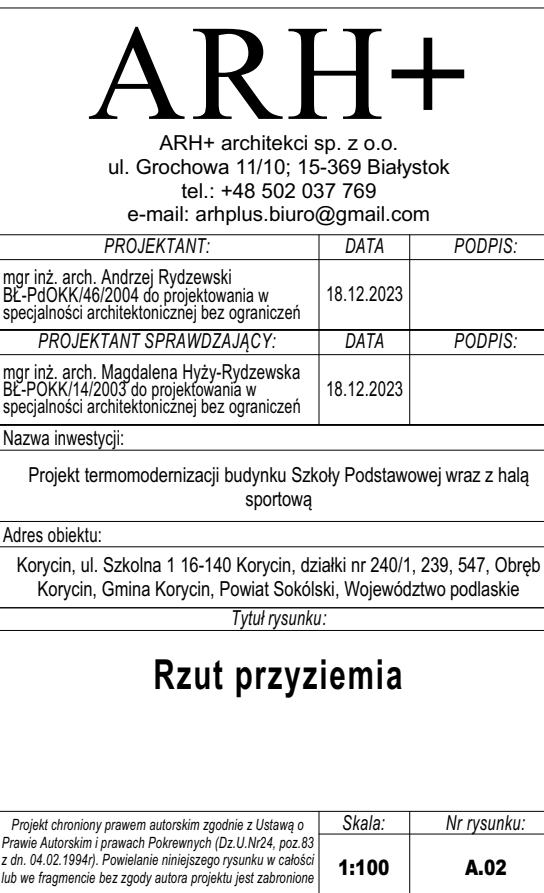 ARH+
ARH+ architekci sp. z o.o.
ul. Grochowa 11/10; 15-369 Białystok
tel.: +48 502 037 769
e-mail: arhplus.biuro@gmail.com
PROJEKTANT: DATA PODPIS:
mgr inż. arch. Andrzej Rydzewski
BŁ-PdOKK/46/2004 do projektowania w
specjalności architektonicznej bez ograniczeń
18.12.2023
PROJEKTANT SPRAWDZAJĄCY: DATA PODPIS:
mgr inż. arch. Magdalena Hyży-Rydzewska
BŁ-POKK/14/2003 do projektowania w
specjalności architektonicznej bez ograniczeń
18.12.2023
Nazwa inwestycji:
Projekt termomodernizacji budynku Szkoły Podstawowej wraz z halą
sportową
Adres obiektu:
Korycin, ul. Szkolna 1 16-140 Korycin, działki nr 240/1, 239, 547, Obręb
Korycin, Gmina Korycin, Powiat Sokólski, Województwo podlaskie
Tytuł rysunku:
Rzut przyziemia
Projekt chroniony prawem autorskim zgodnie z Ustawą o
Prawie Autorskim i prawach Pokrewnych (Dz.U.Nr24, poz.83
z dn. 04.02.1994r). Powielanie niniejszego rysunku w całości
lub we fragmencie bez zgody autora projektu jest zabronione
Skala: Nr rysunku:
1:100 A.02